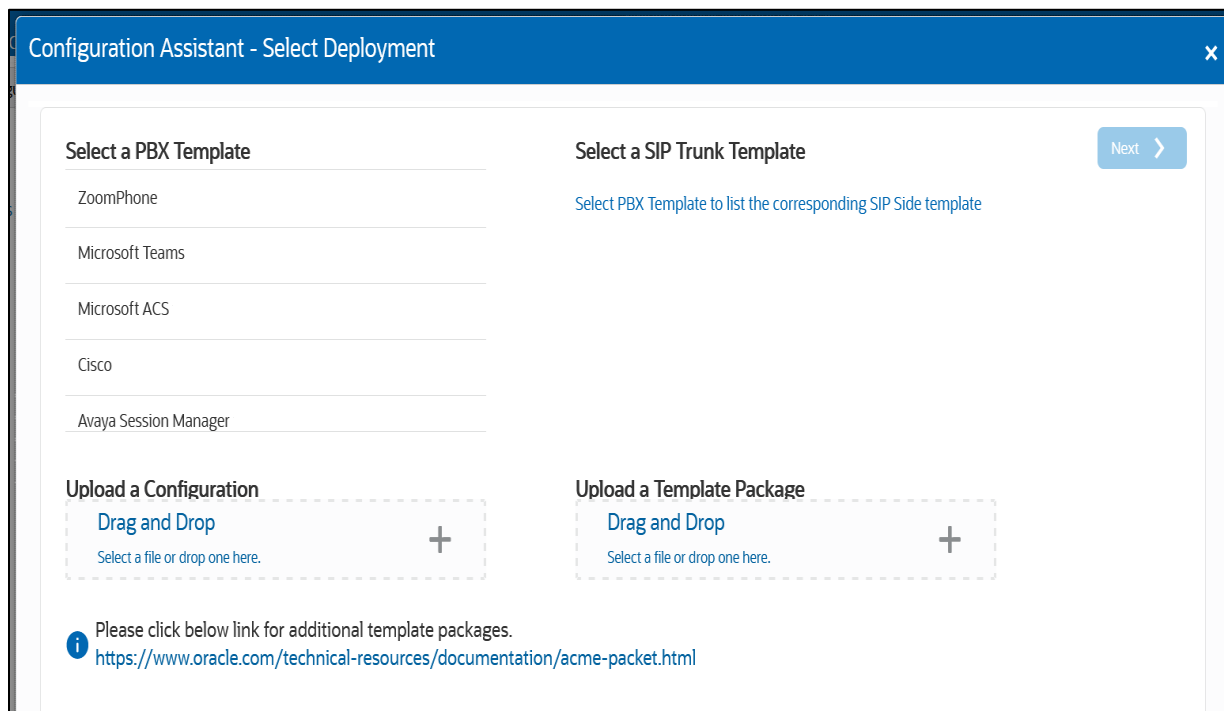 Configuration Assistant - Select Deployment
Select a PBX Template
ZoomPhone
Microsoft Teams
Microsoft ACS
Cisco
Avaya Session Manager
Select a SIP Trunk Template
Select PBX Template to list the corresponding SIP Side template
Next
Upload a Configuration
Drag and Drop
Select a file or drop one here.
Upload a Template Package
Drag and Drop
Select a file or drop one here.
Please click below link for additional template packages.
https://www.oracle.com/technical-resources/documentation/acme-packet.html